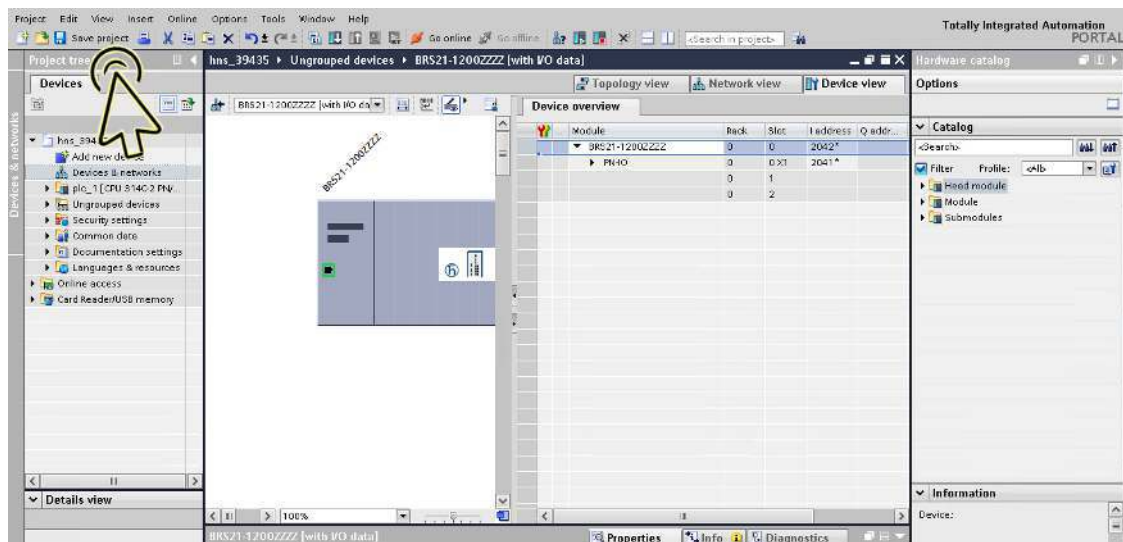 Project Edit View Insert Online Options Tools Window Help
Totally Integrated Automation
PORTAL
Save project
Go online
Go offline
<Search in project>
Project tree
hns_39435 ▸ Ungrouped devices ▸ BRS21-1200ZZZZ [with I/O data]
Hardware catalog
Devices
Topology view
Network view
Device view
Options
BRS21-1200ZZZZ [with I/O da
Device overview
Catalog
Module Rack Slot I address Q addr...
<Search>
BRS21-1200ZZZZ 0 0 2042*
PN-IO 0 0 X1 2041*
0 1
0 2
Filter Profile: <All>
Head module
Module
Submodules
Devices & networks
Add new
Devices & networks
plc_1 [CPU 314C-2 PN/...
Ungrouped devices
Security settings
Common data
Documentation settings
Languages & resources
Online access
Card Reader/USB memory
BRS21-1200ZZZZ
Details view
100%
Information
Device:
BRS21-1200ZZZZ [with I/O data]
Properties
Info
Diagnostics